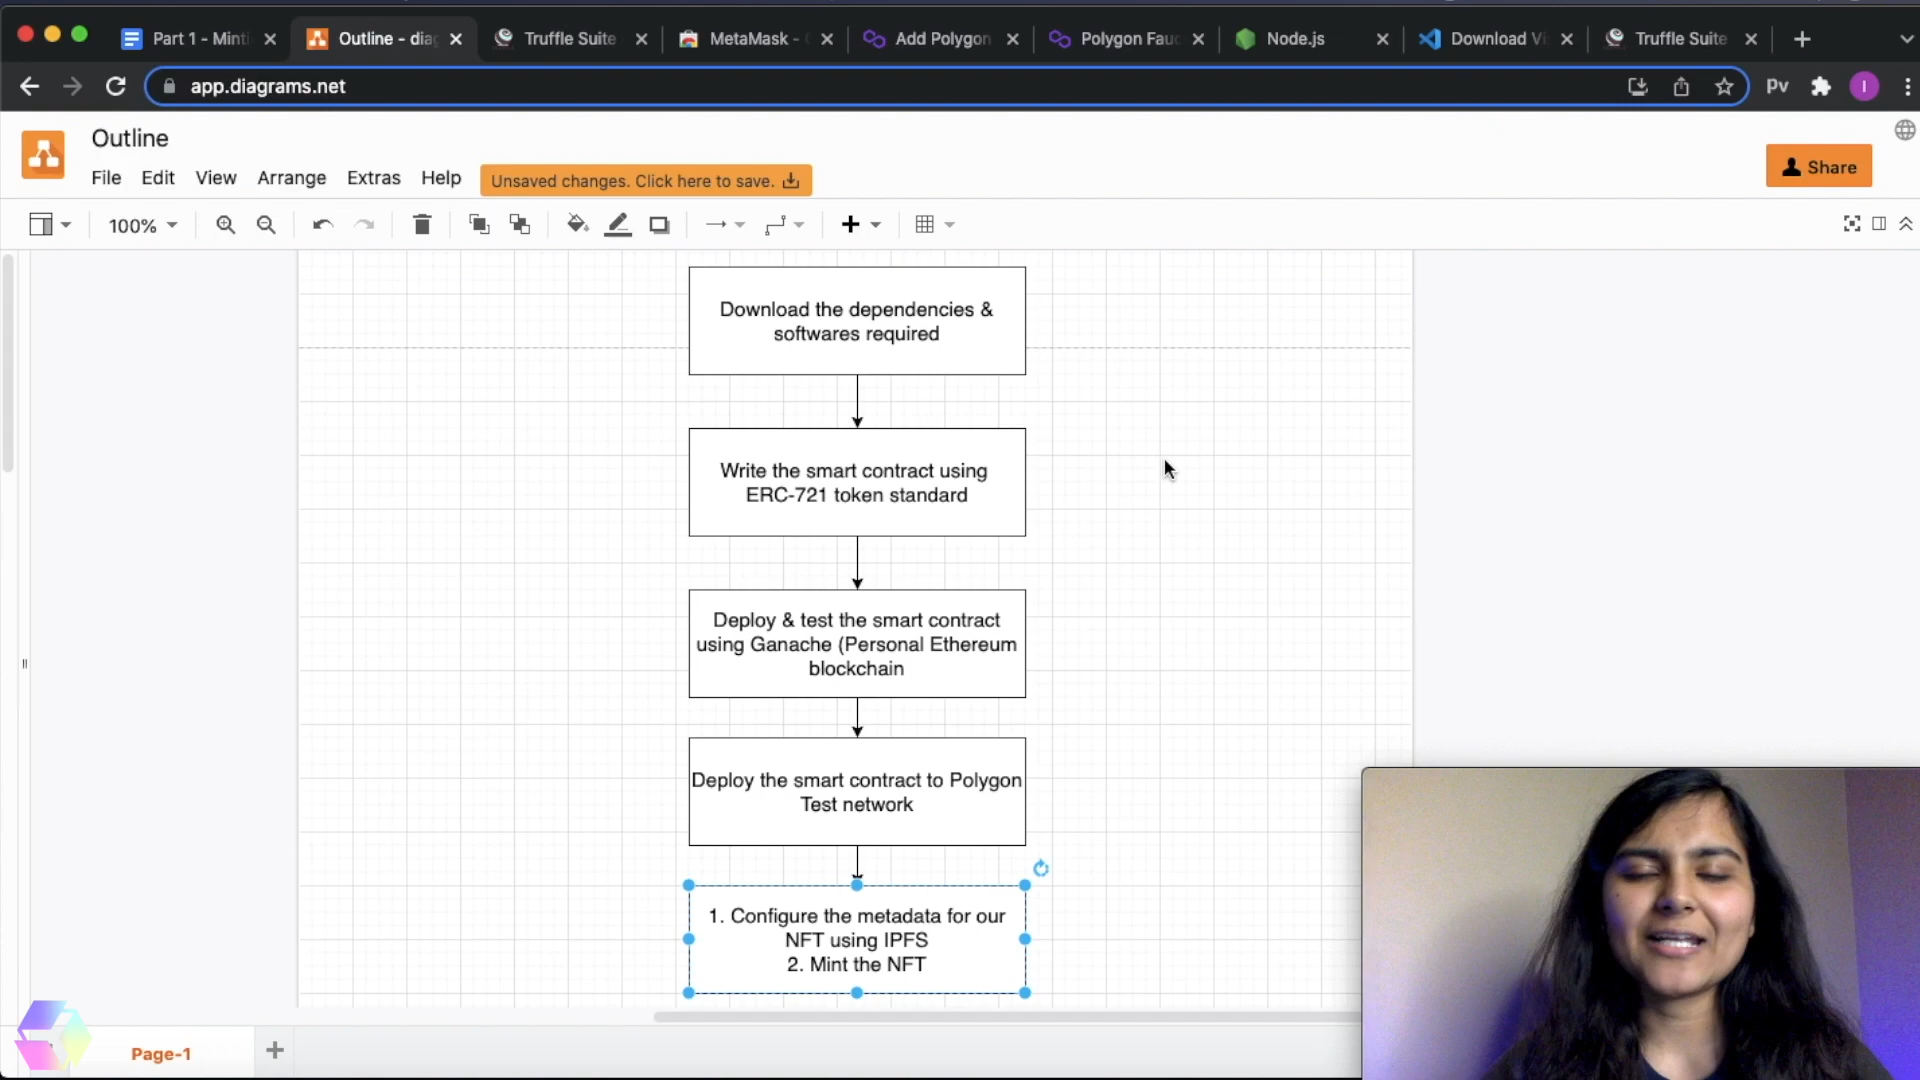 Part 1 - Minti
Outline - dia
Truffle Suite
MetaMask -
Add Polygon
Polygon Fau
Node.js
Download Vi
Truffle Suite
app.diagrams.net
Pv
I
Outline
File Edit View Arrange Extras Help
Unsaved changes. Click here to save.
Share
100%
Download the dependencies &
softwares required
Write the smart contract using
ERC-721 token standard
Deploy & test the smart contract
using Ganache (Personal Ethereum
blockchain
Deploy the smart contract to Polygon
Test network
1. Configure the metadata for our
NFT using IPFS
2. Mint the NFT
Page-1